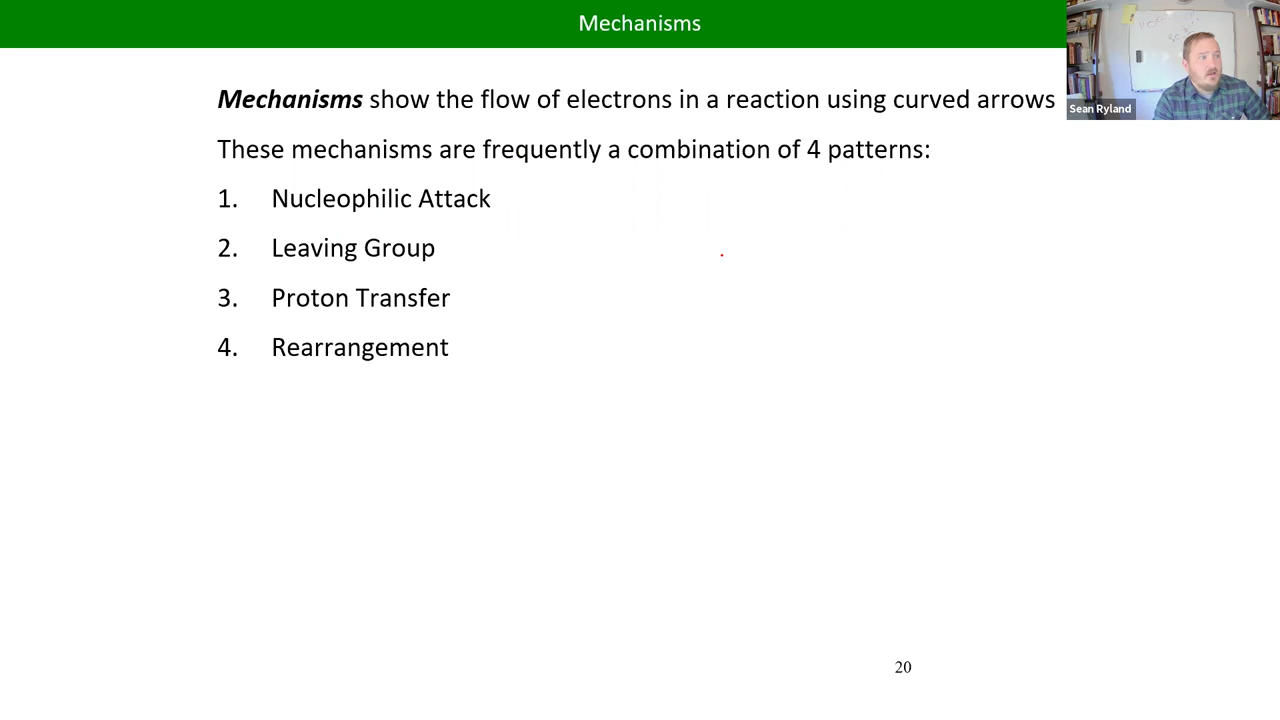 Mechanisms
Mechanisms show the flow of electrons in a reaction using curved arrows
These mechanisms are frequently a combination of 4 patterns:
1. Nucleophilic Attack
2. Leaving Group
3. Proton Transfer
4. Rearrangement
Sean Ryland
20